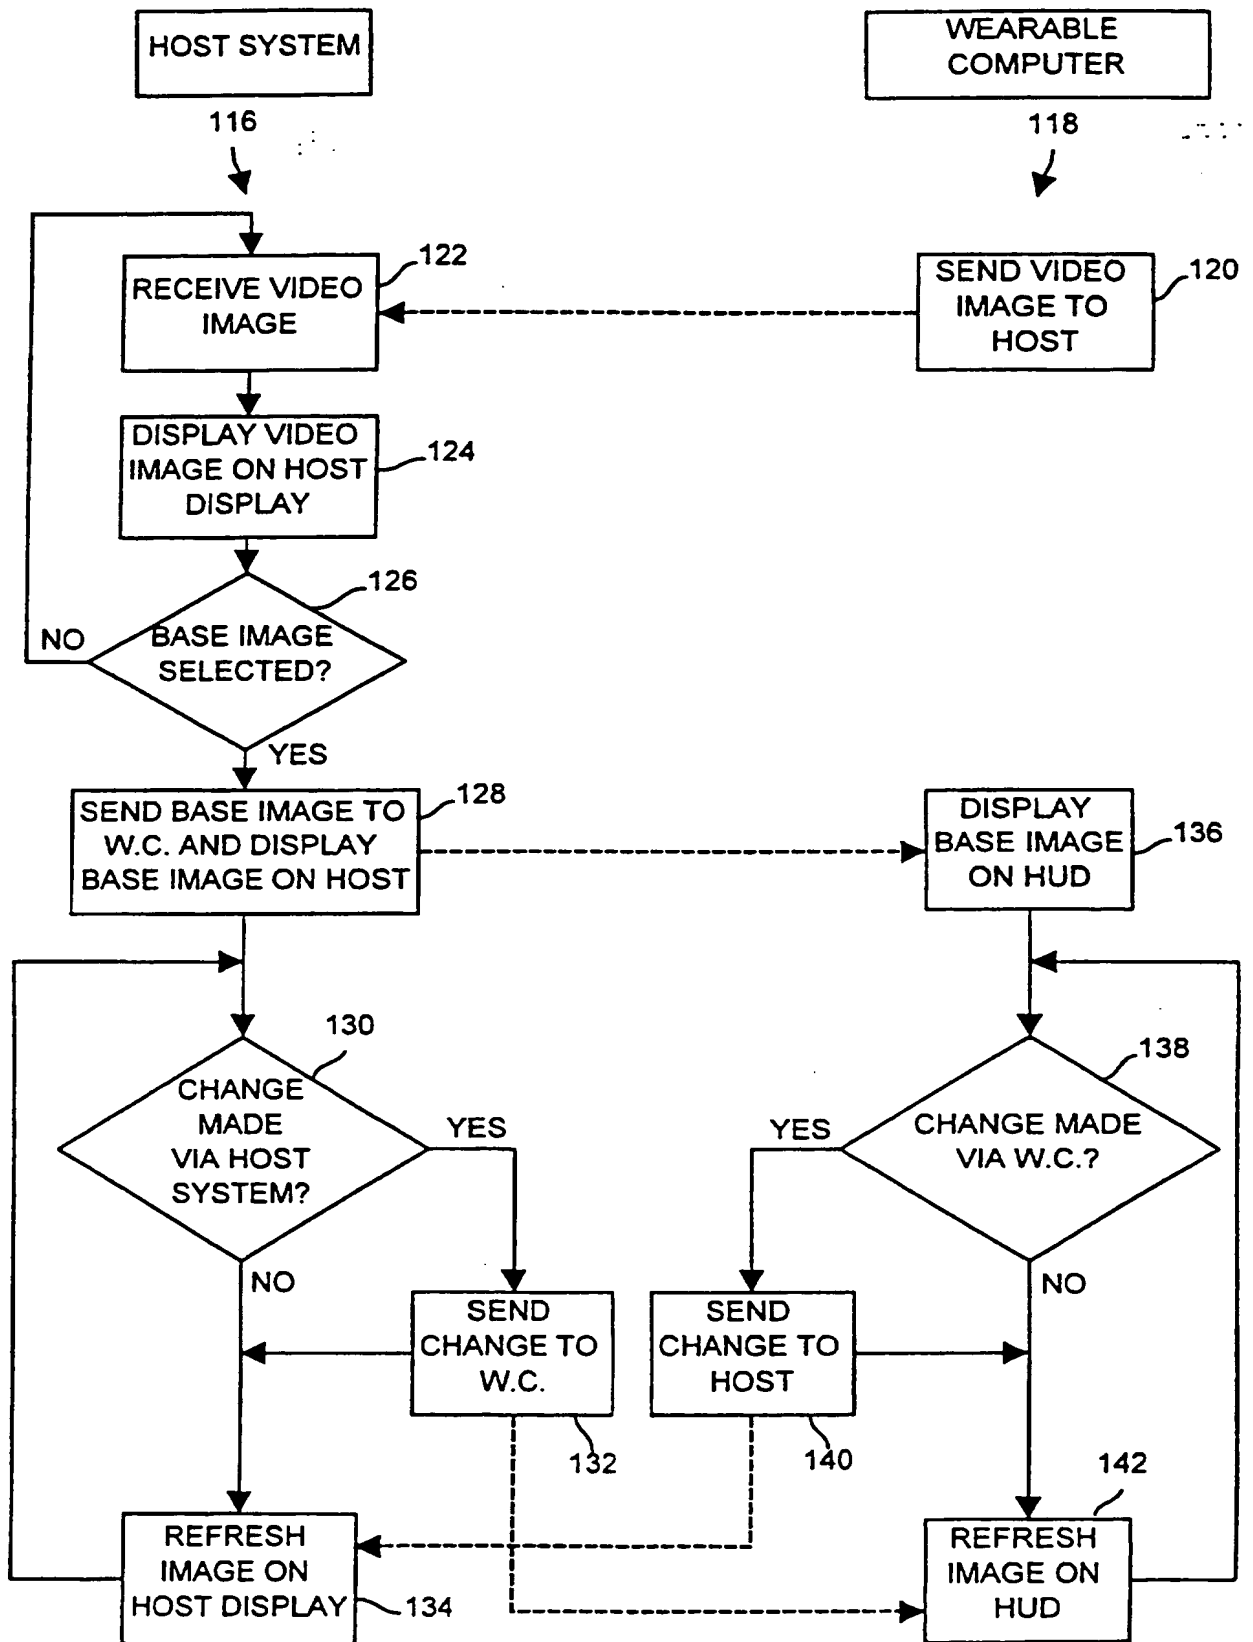 HOST SYSTEM
WEARABLE
COMPUTER
116
118
RECEIVE VIDEO
IMAGE
122
SEND VIDEO
IMAGE TO
HOST
120
DISPLAY VIDEO
IMAGE ON HOST
DISPLAY
124
BASE IMAGE
SELECTED?
126
NO
YES
SEND BASE IMAGE TO
W.C. AND DISPLAY
BASE IMAGE ON HOST
128
DISPLAY
BASE IMAGE
ON HUD
136
CHANGE
MADE
VIA HOST
SYSTEM?
130
YES
NO
CHANGE MADE
VIA W.C.?
138
YES
NO
SEND
CHANGE TO
W.C.
132
SEND
CHANGE TO
HOST
140
REFRESH
IMAGE ON
HOST DISPLAY
134
REFRESH
IMAGE ON
HUD
142